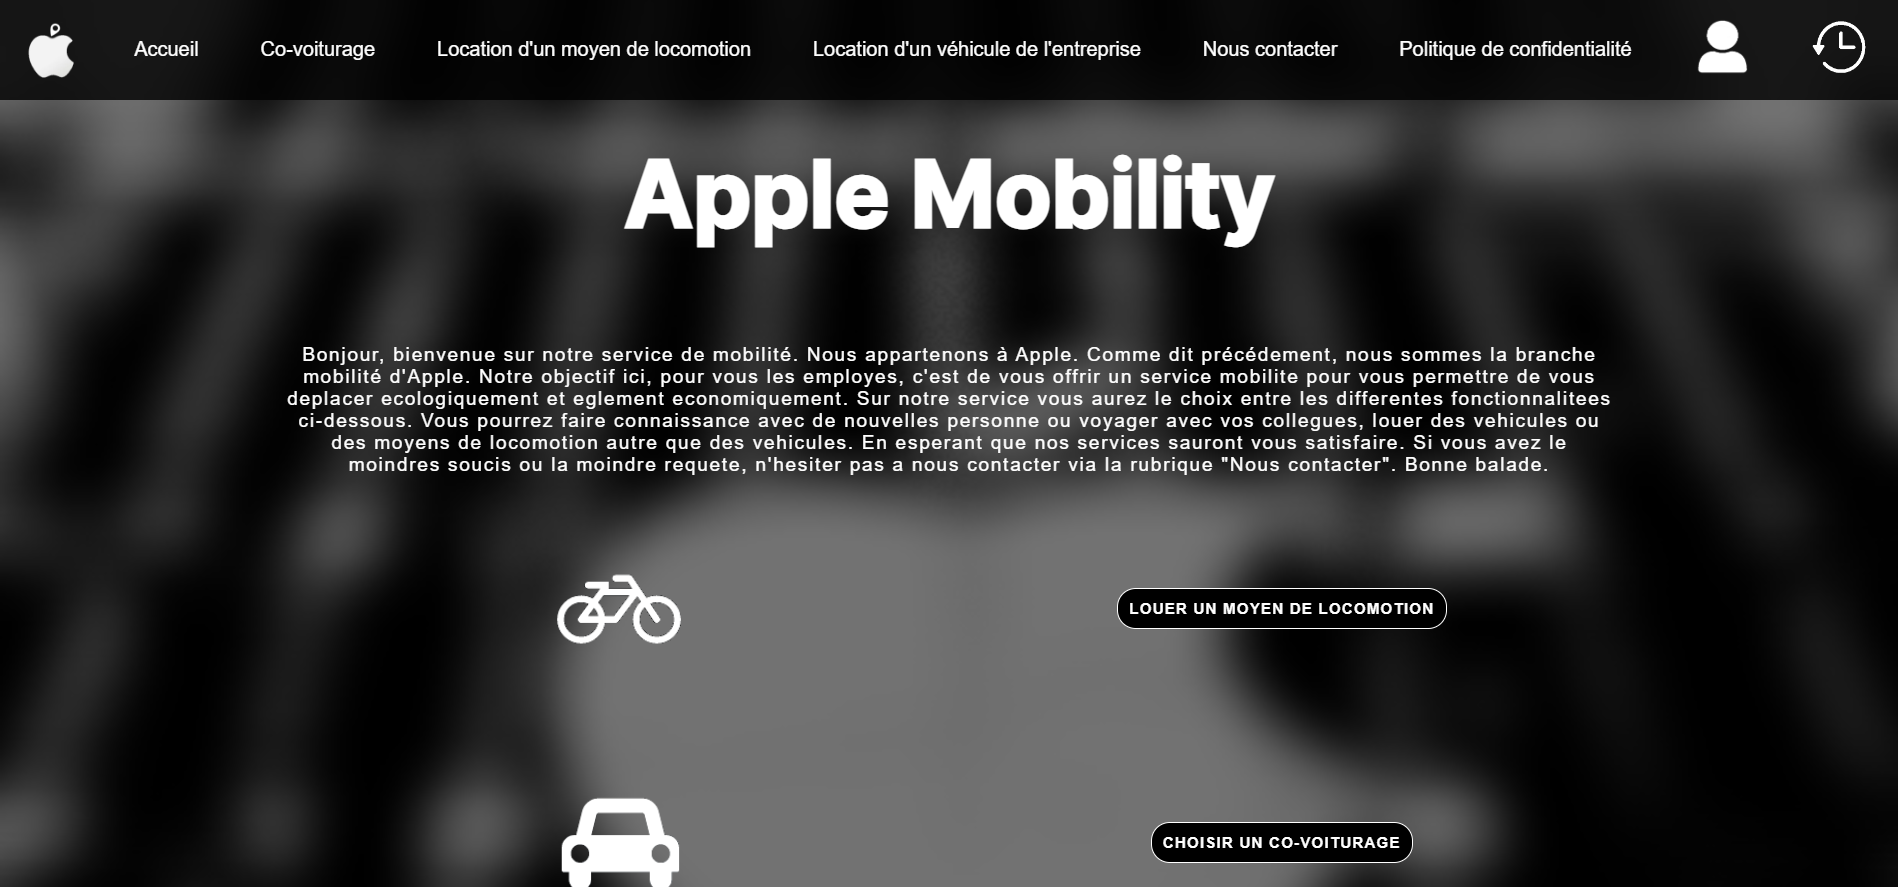 Accueil
Co-voiturage
Location d'un moyen de locomotion
Location d'un véhicule de l'entreprise
Nous contacter
Politique de confidentialité
Apple Mobility
Bonjour, bienvenue sur notre service de mobilité. Nous appartenons à Apple. Comme dit précédement, nous sommes la branche
mobilité d'Apple. Notre objectif ici, pour vous les employes, c'est de vous offrir un service mobilite pour vous permettre de vous
deplacer ecologiquement et eglement economiquement. Sur notre service vous aurez le choix entre les differentes fonctionnalitees
ci-dessous. Vous pourrez faire connaissance avec de nouvelles personne ou voyager avec vos collegues, louer des vehicules ou
des moyens de locomotion autre que des vehicules. En esperant que nos services sauront vous satisfaire. Si vous avez le
moindres soucis ou la moindre requete, n'hesiter pas a nous contacter via la rubrique "Nous contacter". Bonne balade.
LOUER UN MOYEN DE LOCOMOTION
CHOISIR UN CO-VOITURAGE